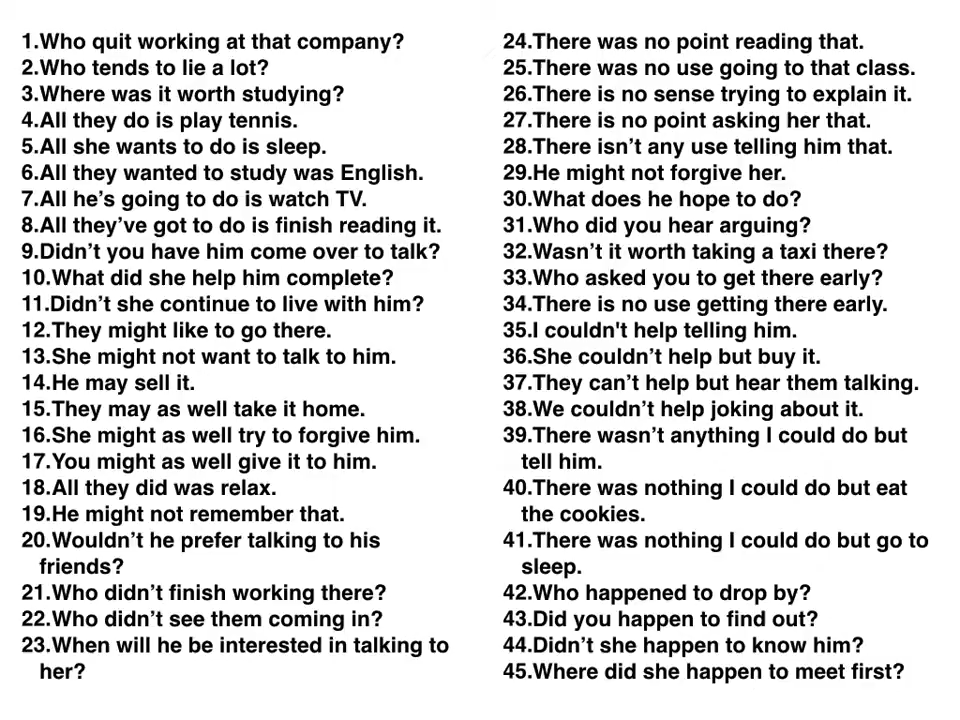 1.Who quit working at that company?
2.Who tends to lie a lot?
3.Where was it worth studying?
4.All they do is play tennis.
5.All she wants to do is sleep.
6.All they wanted to study was English.
7.All he’s going to do is watch TV.
8.All they’ve got to do is finish reading it.
9.Didn’t you have him come over to talk?
10.What did she help him complete?
11.Didn’t she continue to live with him?
12.They might like to go there.
13.She might not want to talk to him.
14.He may sell it.
15.They may as well take it home.
16.She might as well try to forgive him.
17.You might as well give it to him.
18.All they did was relax.
19.He might not remember that.
20.Wouldn’t he prefer talking to his
friends?
21.Who didn’t finish working there?
22.Who didn’t see them coming in?
23.When will he be interested in talking to
her?
24.There was no point reading that.
25.There was no use going to that class.
26.There is no sense trying to explain it.
27.There is no point asking her that.
28.There isn’t any use telling him that.
29.He might not forgive her.
30.What does he hope to do?
31.Who did you hear arguing?
32.Wasn’t it worth taking a taxi there?
33.Who asked you to get there early?
34.There is no use getting there early.
35.I couldn't help telling him.
36.She couldn’t help but buy it.
37.They can’t help but hear them talking.
38.We couldn’t help joking about it.
39.There wasn’t anything I could do but
tell him.
40.There was nothing I could do but eat
the cookies.
41.There was nothing I could do but go to
sleep.
42.Who happened to drop by?
43.Did you happen to find out?
44.Didn’t she happen to know him?
45.Where did she happen to meet first?